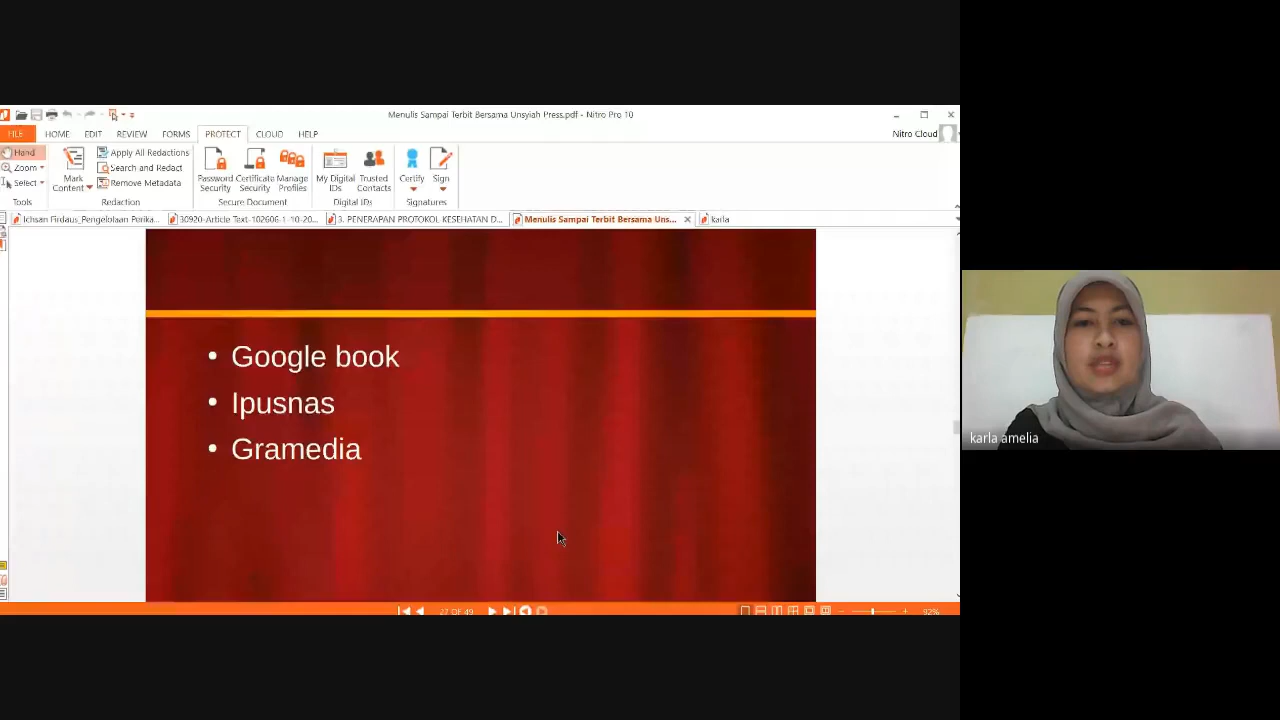 Menulis Sampai Terbit Bersama Unsyiah Press.pdf - Nitro Pro 10
FILE HOME EDIT REVIEW FORMS PROTECT CLOUD HELP Nitro Cloud
Hand
Zoom
Select
Tools
Mark Content
Apply All Redactions
Search and Redact
Remove Metadata
Redaction
Password Security
Certificate Security
Manage Profiles
Secure Document
My Digital IDs
Trusted Contacts
Digital IDs
Certify
Sign
Signatures
Ichsan Firdaus_Pengelotaan Perika... 30920-Article Text-102606-1-10-20... 3. PENERAPAN PROTOKOL KESEHATAN D... Menulis Sampai Terbit Bersama Uns... karla
• Google book
• Ipusnas
• Gramedia
karla amelia
27 OF 49
92%